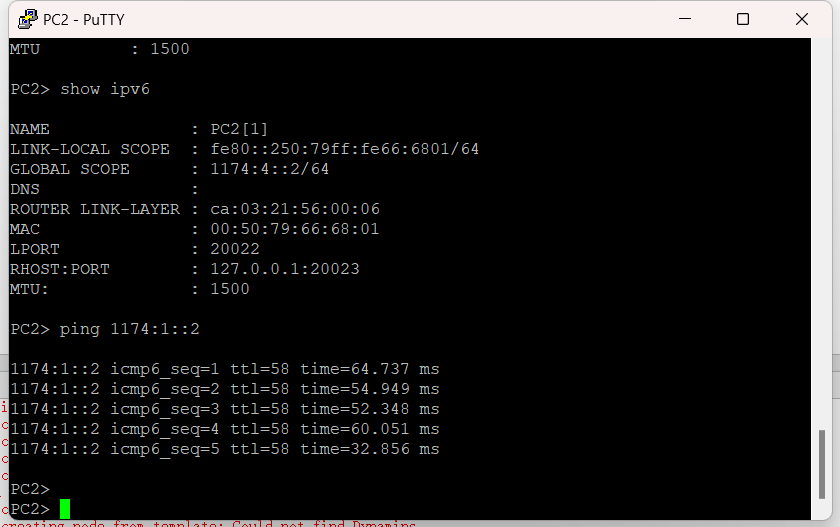 PC2 - PuTTY
MTU : 1500
PC2> show ipv6
NAME : PC2[1]
LINK-LOCAL SCOPE : fe80::250:79ff:fe66:6801/64
GLOBAL SCOPE : 1174:4::2/64
DNS :
ROUTER LINK-LAYER : ca:03:21:56:00:06
MAC : 00:50:79:66:68:01
LPORT : 20022
RHOST:PORT : 127.0.0.1:20023
MTU: : 1500
PC2> ping 1174:1::2
1174:1::2 icmp6_seq=1 ttl=58 time=64.737 ms
1174:1::2 icmp6_seq=2 ttl=58 time=54.949 ms
1174:1::2 icmp6_seq=3 ttl=58 time=52.348 ms
1174:1::2 icmp6_seq=4 ttl=58 time=60.051 ms
1174:1::2 icmp6_seq=5 ttl=58 time=32.856 ms
PC2>
PC2>
creating node from template: Could not find Dynamips